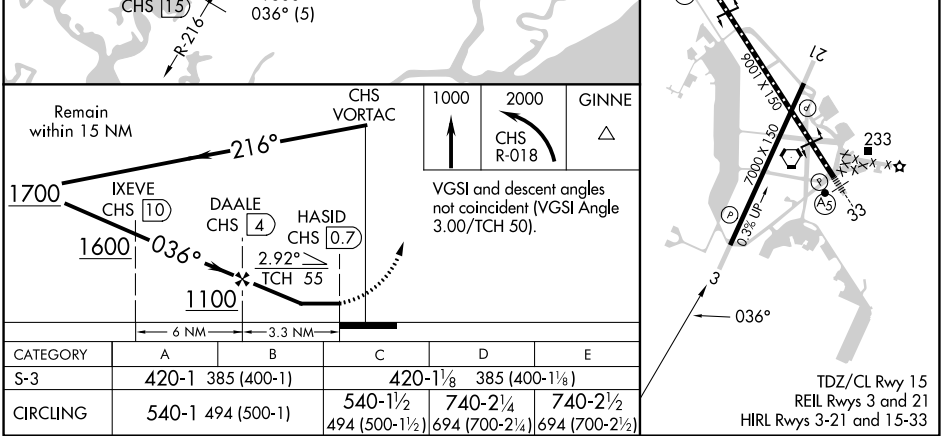 CHS 15
036° (5)
R-216
Remain
within 15 NM
CHS
VORTAC
216°
1700
IXEVE
CHS 10
1600
036°
DAALE
CHS 4
HASID
CHS 0.7
2.92°
TCH 55
1100
6 NM
3.3 NM
1000
2000
CHS
R-018
GINNE
VGSI and descent angles
not coincident (VGSI Angle
3.00/TCH 50).
CATEGORY A B C D E
S-3 420-1 385 (400-1) 420-1⅛ 385 (400-1⅛)
CIRCLING 540-1 494 (500-1) 540-1½ 740-2¼ 740-2½
494 (500-1½) 694 (700-2¼) 694 (700-2½)
21
9001 X 150
P
7000 X 150
233
P
A5
33
P
0.3% UP
3
036°
TDZ/CL Rwy 15
REIL Rwys 3 and 21
HIRL Rwys 3-21 and 15-33